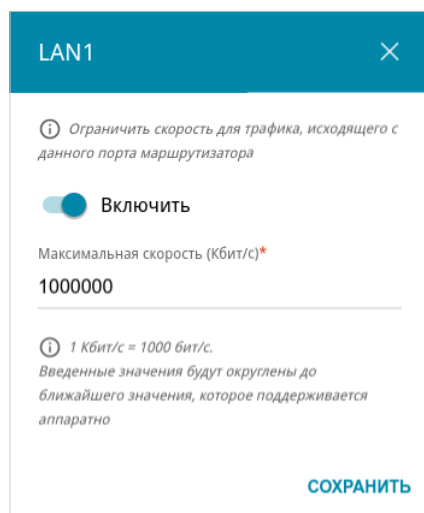 LAN1
Ограничить скорость для трафика, исходящего с
данного порта маршрутизатора
Включить
Максимальная скорость (Кбит/с)*
1000000
1 Кбит/с = 1000 бит/с.
Введенные значения будут округлены до
ближайшего значения, которое поддерживается
аппаратно
СОХРАНИТЬ